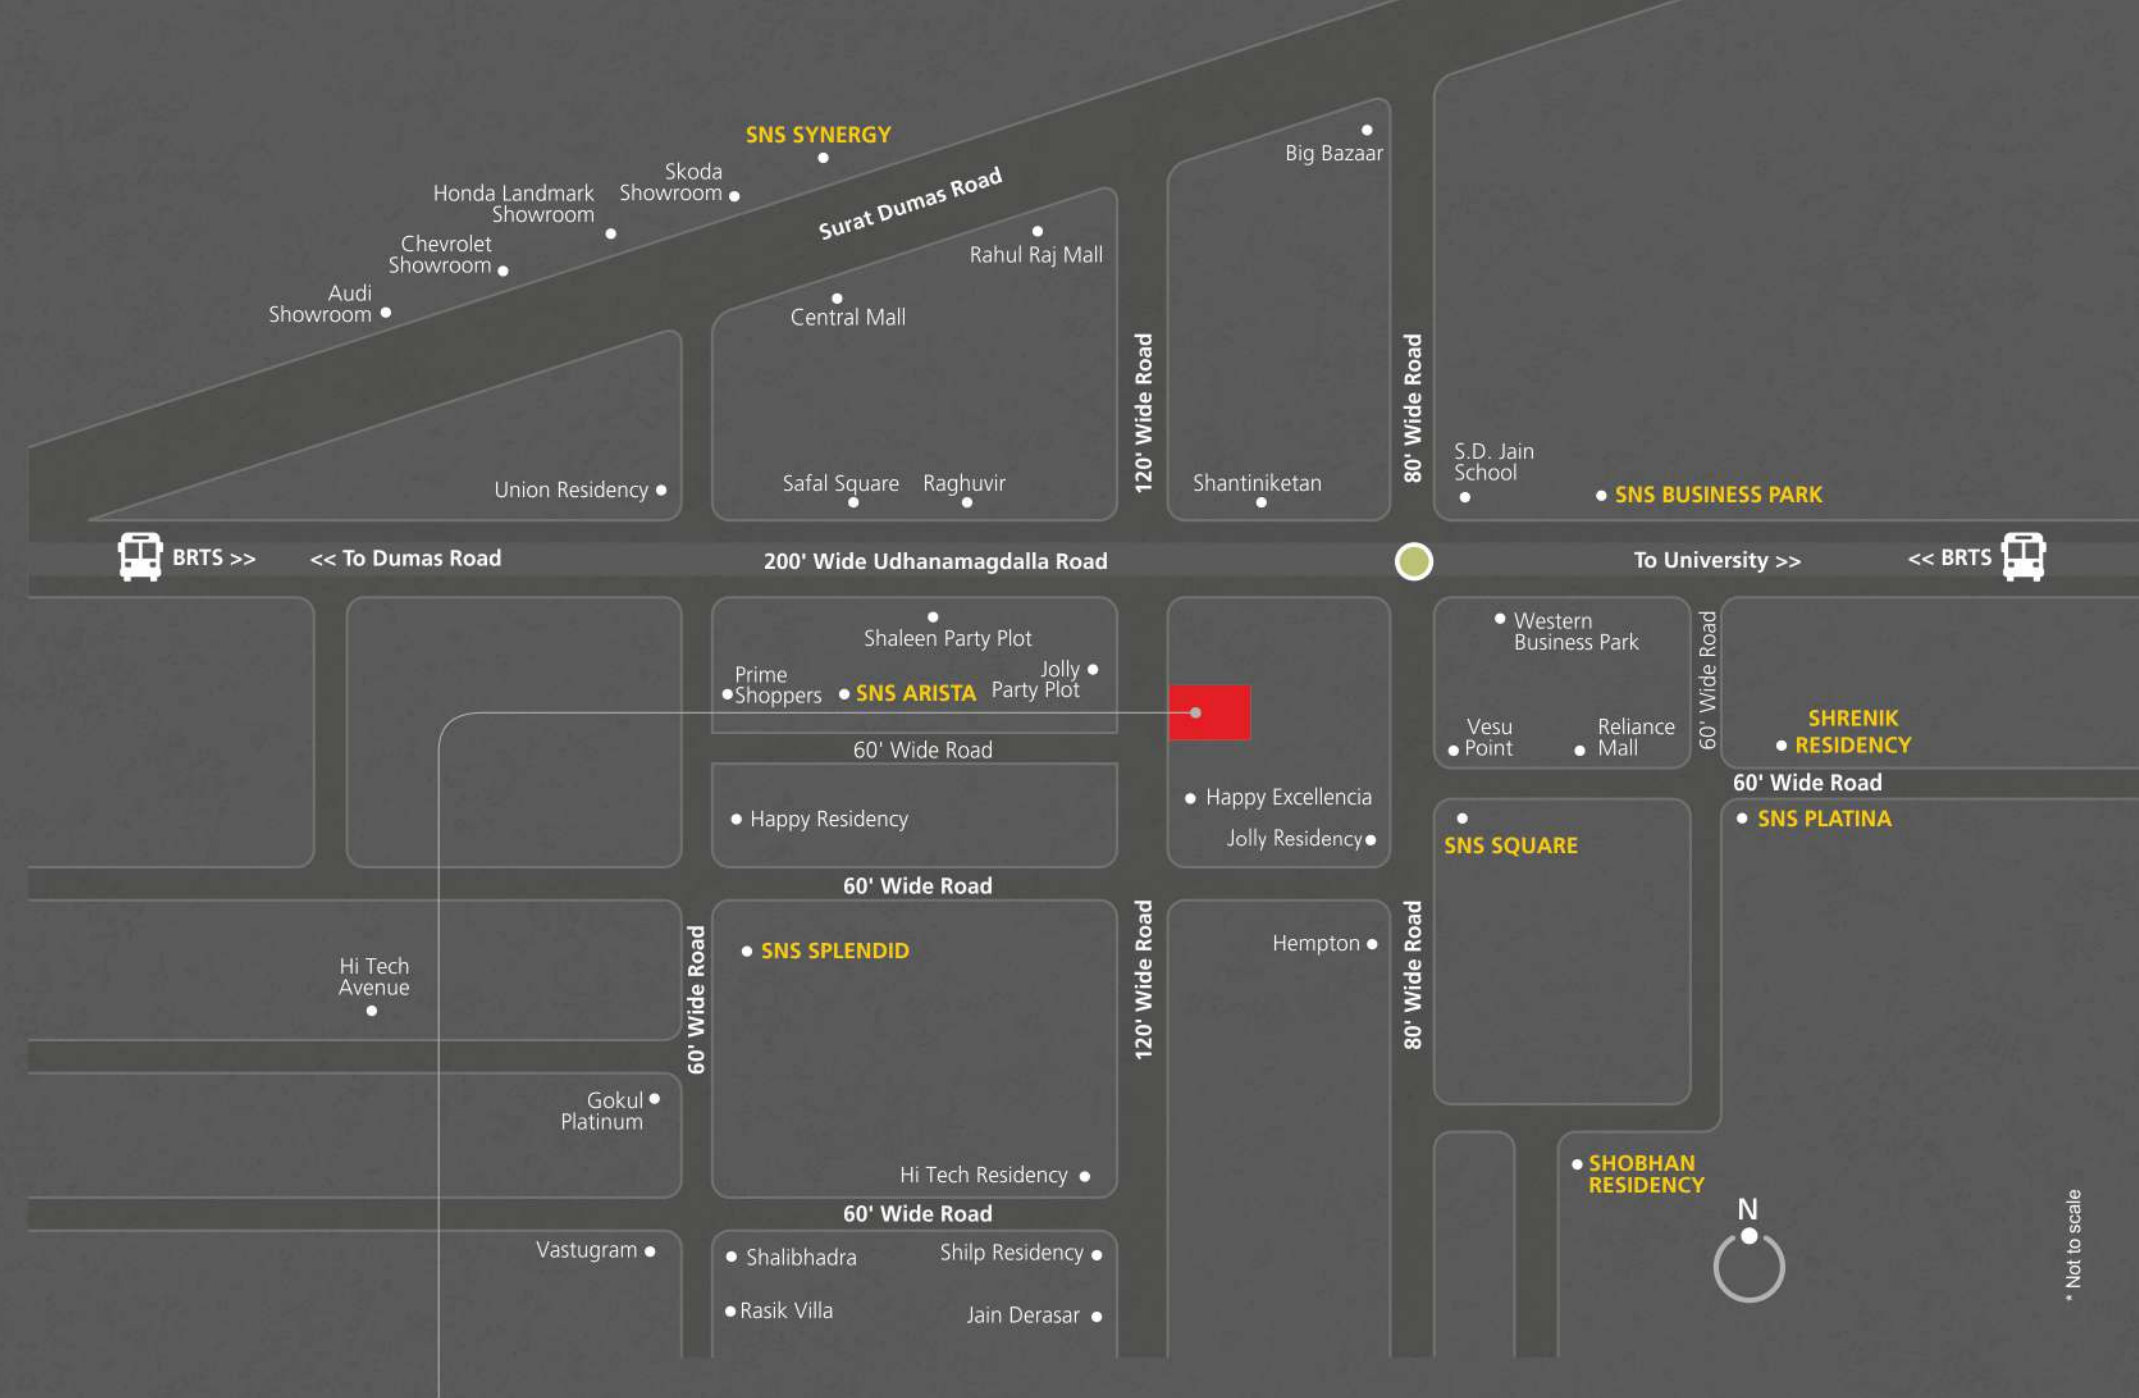 SNS SYNERGY
Skoda
Showroom
Honda Landmark
Showroom
Chevrolet
Showroom
Audi
Showroom
Surat Dumas Road
Big Bazaar
Rahul Raj Mall
Central Mall
120' Wide Road
80' Wide Road
Union Residency
Safal Square
Raghuvir
Shantiniketan
S.D. Jain
School
SNS BUSINESS PARK
BRTS >>
<< To Dumas Road
200' Wide Udhanamagdalla Road
To University >>
<< BRTS
Shaleen Party Plot
Prime
Shoppers
SNS ARISTA
Jolly
Party Plot
60' Wide Road
Western
Business Park
Vesu
Point
Reliance
Mall
60' Wide Road
SHRENIK
RESIDENCY
60' Wide Road
SNS PLATINA
Happy Residency
Happy Excellencia
Jolly Residency
SNS SQUARE
60' Wide Road
SNS SPLENDID
Hempton
Hi Tech
Avenue
60' Wide Road
120' Wide Road
80' Wide Road
Gokul
Platinum
Hi Tech Residency
SHOBHAN
RESIDENCY
60' Wide Road
N
* Not to scale
Vastugram
Shalibhadra
Shilp Residency
Rasik Villa
Jain Derasar